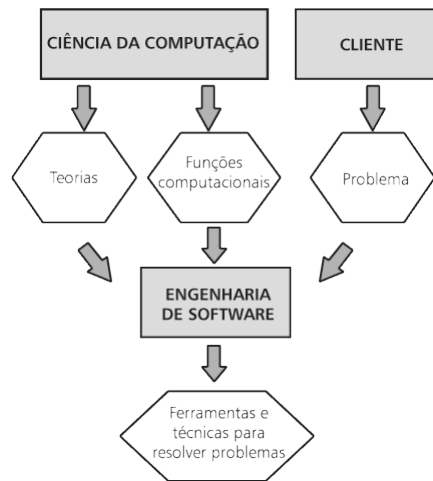 CIÊNCIA DA COMPUTAÇÃO
CLIENTE
Teorias
Funções
computacionais
Problema
ENGENHARIA
DE SOFTWARE
Ferramentas e
técnicas para
resolver problemas